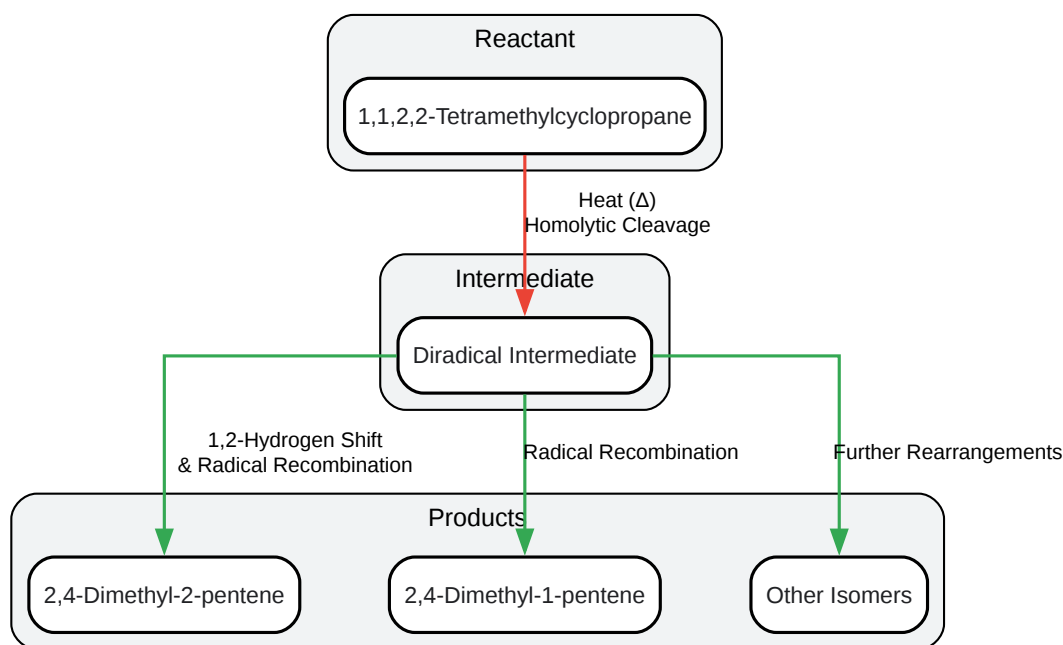 Reactant
1,1,2,2-Tetramethylcyclopropane
Heat (Δ)
Homolytic Cleavage
Intermediate
Diradical Intermediate
1,2-Hydrogen Shift
& Radical Recombination
Radical Recombination
Further Rearrangements
Products
2,4-Dimethyl-2-pentene
2,4-Dimethyl-1-pentene
Other Isomers